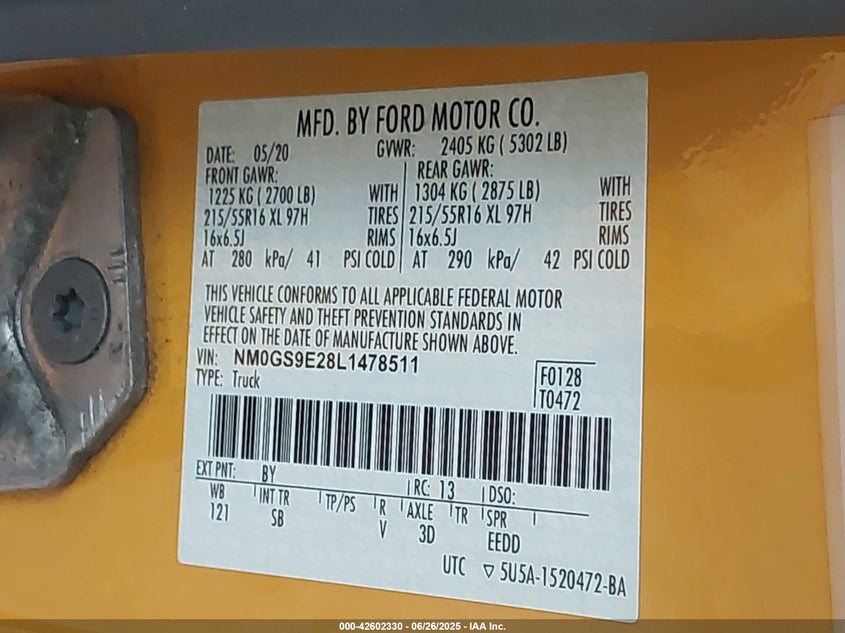 MFD. BY FORD MOTOR CO.
DATE: 05/20 GVWR: 2405 KG ( 5302 LB)
FRONT GAWR: REAR GAWR:
1225 KG ( 2700 LB) WITH 1304 KG ( 2875 LB) WITH
215/55R16 XL 97H TIRES 215/55R16 XL 97H TIRES
16x6.5J RIMS 16x6.5J RIMS
AT 280 kPa/ 41 PSI COLD AT 290 kPa/ 42 PSI COLD
THIS VEHICLE CONFORMS TO ALL APPLICABLE FEDERAL MOTOR
VEHICLE SAFETY AND THEFT PREVENTION STANDARDS IN
EFFECT ON THE DATE OF MANUFACTURE SHOWN ABOVE.
VIN: NM0GS9E28L1478511
TYPE: Truck
F0128
T0472
EXT PNT: BY RC: 13 DSO:
WB INT TR TP/PS R AXLE TR SPR
121 SB V 3D EEDD
UTC ▽ 5U5A-1520472-BA
000-42602330 - 06/26/2025 - IAA Inc.